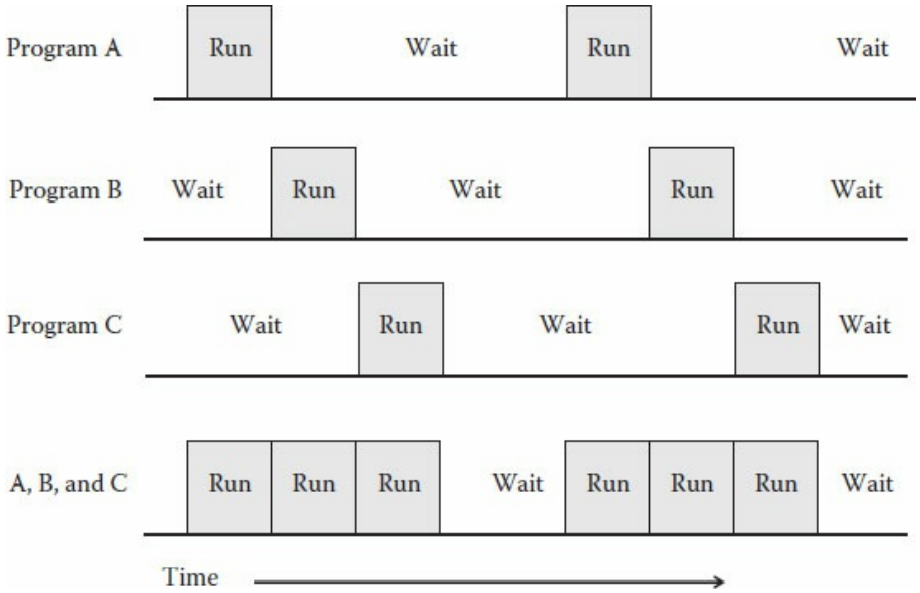 Program A Run Wait Run Wait
Program B Wait Run Wait Run Wait
Program C Wait Run Wait Run Wait
A, B, and C Run Run Run Wait Run Run Run Wait
Time